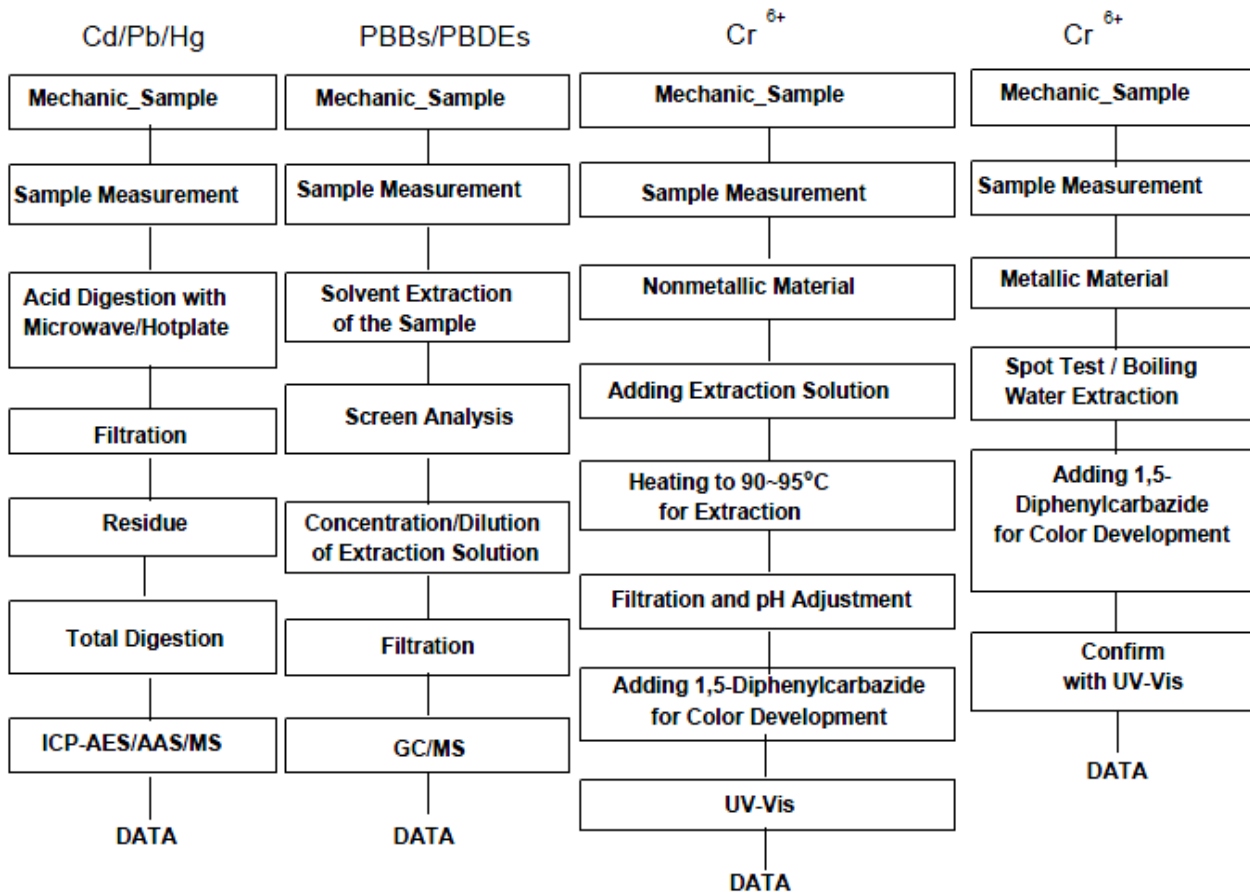 Cd/Pb/Hg
Mechanic_Sample
Sample Measurement
Acid Digestion with
Microwave/Hotplate
Filtration
Residue
Total Digestion
ICP-AES/AAS/MS
DATA
PBBs/PBDEs
Mechanic_Sample
Sample Measurement
Solvent Extraction
of the Sample
Screen Analysis
Concentration/Dilution
of Extraction Solution
Filtration
GC/MS
DATA
Cr 6+
Mechanic_Sample
Sample Measurement
Nonmetallic Material
Adding Extraction Solution
Heating to 90~95°C
for Extraction
Filtration and pH Adjustment
Adding 1,5-Diphenylcarbazide
for Color Development
UV-Vis
DATA
Cr 6+
Mechanic_Sample
Sample Measurement
Metallic Material
Spot Test / Boiling
Water Extraction
Adding 1,5-
Diphenylcarbazide
for Color Development
Confirm
with UV-Vis
DATA